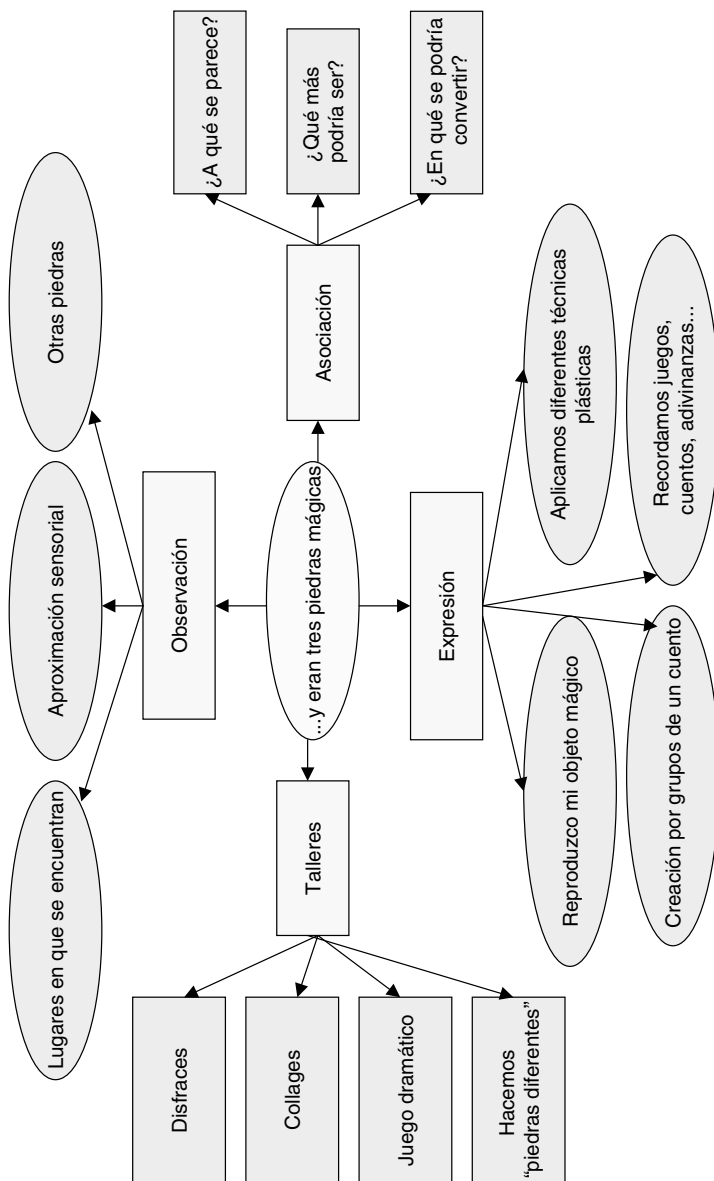 Lugares en que se encuentran
Aproximación sensorial
Otras piedras
Disfraces
Observación
¿A qué se parece?
Collages
Talleres
...y eran tres piedras mágicas
Asociación
¿Qué más
podría ser?
Juego dramático
Expresión
¿En qué se podría
convertir?
Hacemos
“piedras diferentes”
Reproduzco mi objeto mágico
Aplicamos diferentes técnicas
plásticas
Creación por grupos de un cuento
Recordamos juegos,
cuentos, adivinanzas...